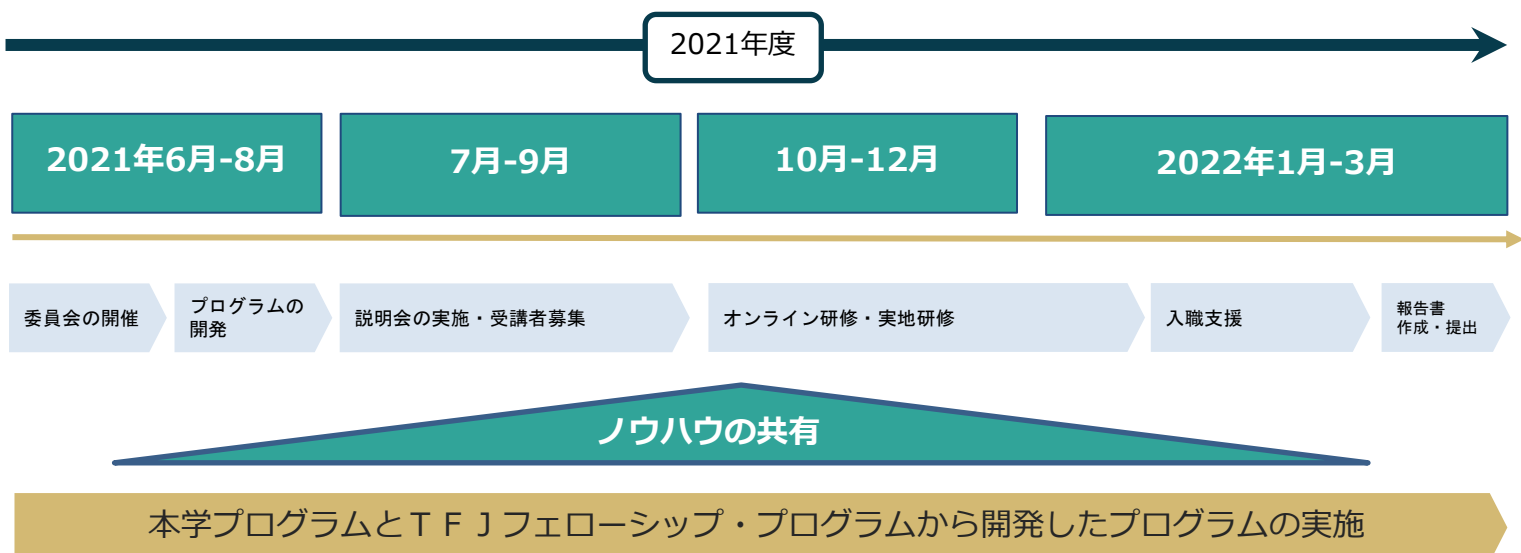 2021年度
2021年6月-8月
7月-9月
10月-12月
2022年1月-3月
委員会の開催
プログラムの
開発
説明会の実施・受講者募集
オンライン研修・実地研修
入職支援
報告書
作成・提出
ノウハウの共有
本学プログラムとＴＦＪフェローシップ・プログラムから開発したプログラムの実施